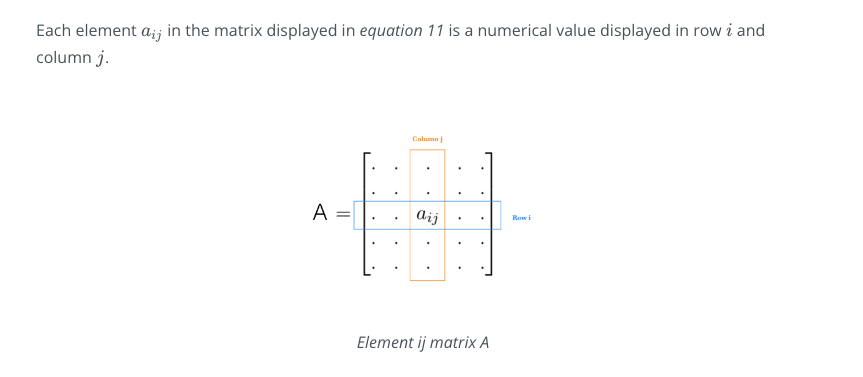 Each element aij in the matrix displayed in equation 11 is a numerical value displayed in row i and
column j.
Column j
. . . . .
. . . . .
A = . . aij . . Row i
. . . . .
. . . . .
Element ij matrix A